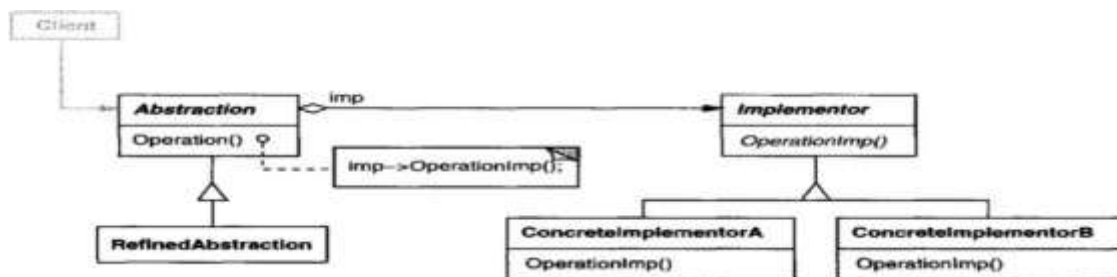 Client
Abstraction
imp
Implementor
Operation()
OperationImp()
imp->OperationImp();
RefinedAbstraction
ConcreteImplementorA
ConcreteImplementorB
OperationImp()
OperationImp()